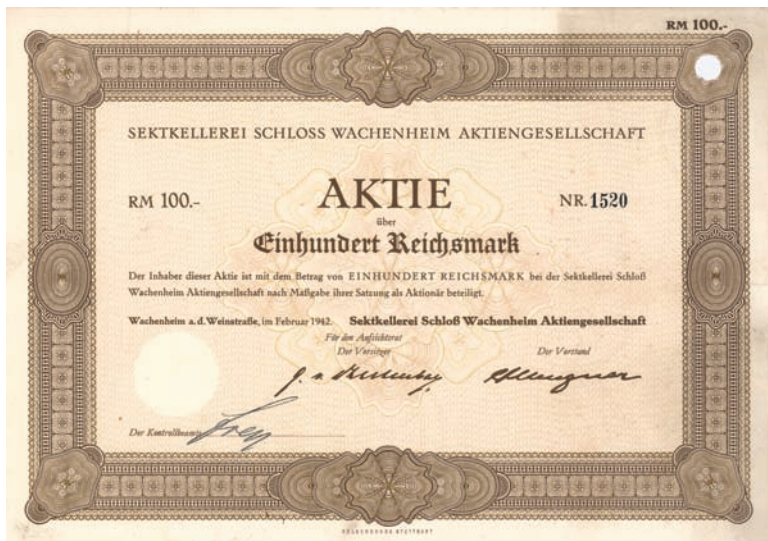 RM 100.-
SEKTKELLEREI SCHLOSS WACHENHEIM AKTIENGESELLSCHAFT
RM 100.-
AKTIE
NR. 1520
über
Einhundert Reichsmark
Der Inhaber dieser Aktie ist mit dem Betrag von EINHUNDERT REICHSMARK bei der Sektkellerei Schloß
Wachenheim Aktiengesellschaft nach Maßgabe ihrer Satzung als Aktionär beteiligt.
Wachenheim a.d. Weinstraße, im Februar 1942. Sektkellerei Schloß Wachenheim Aktiengesellschaft
Für den Aufsichtsrat
Der Vorsitzer
Der Vorstand
Der Kontrollbeamte